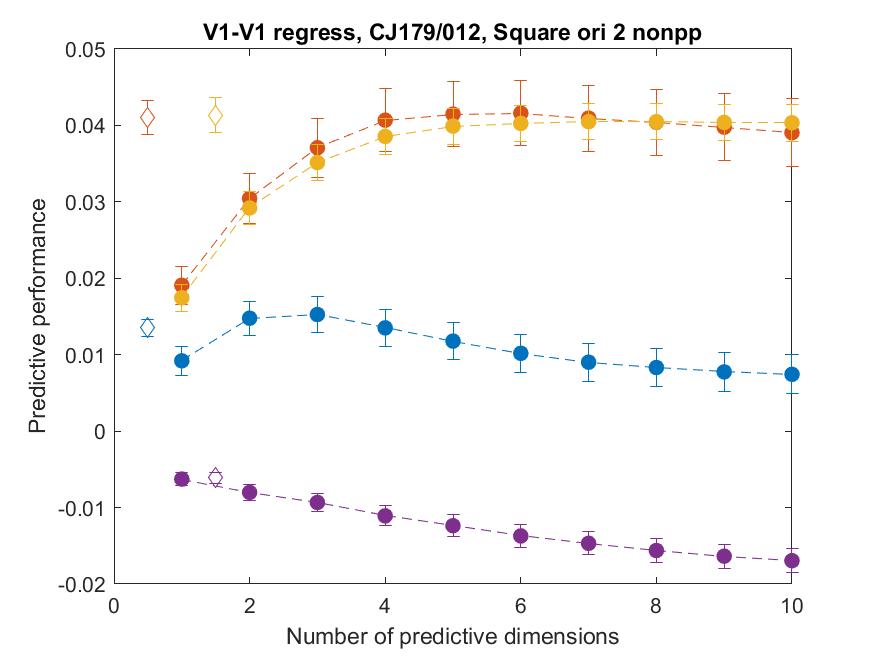 V1-V1 regress, CJ179/012, Square ori 2 nonpp
0.05
0.04
0.03
0.02
0.01
0
-0.01
-0.02
Predictive performance
0 2 4 6 8 10
Number of predictive dimensions